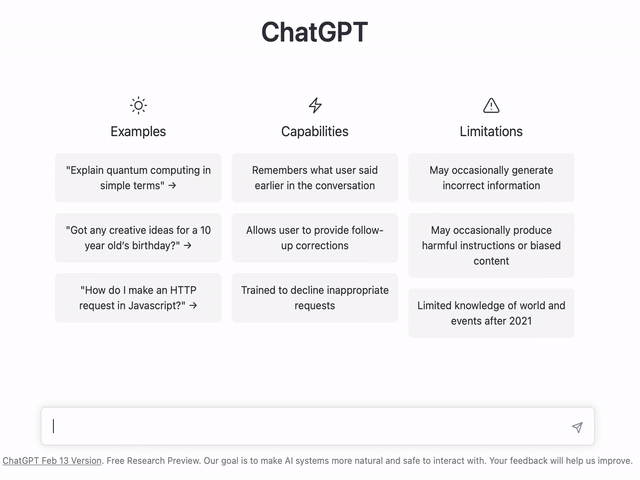 ChatGPT
Examples
"Explain quantum computing in
simple terms" →
"Got any creative ideas for a 10
year old's birthday?" →
"How do I make an HTTP
request in Javascript?" →
Capabilities
Remembers what user said
earlier in the conversation
Allows user to provide follow-
up corrections
Trained to decline inappropriate
requests
Limitations
May occasionally generate
incorrect information
May occasionally produce
harmful instructions or biased
content
Limited knowledge of world and
events after 2021
ChatGPT Feb 13 Version. Free Research Preview. Our goal is to make AI systems more natural and safe to interact with. Your feedback will help us improve.